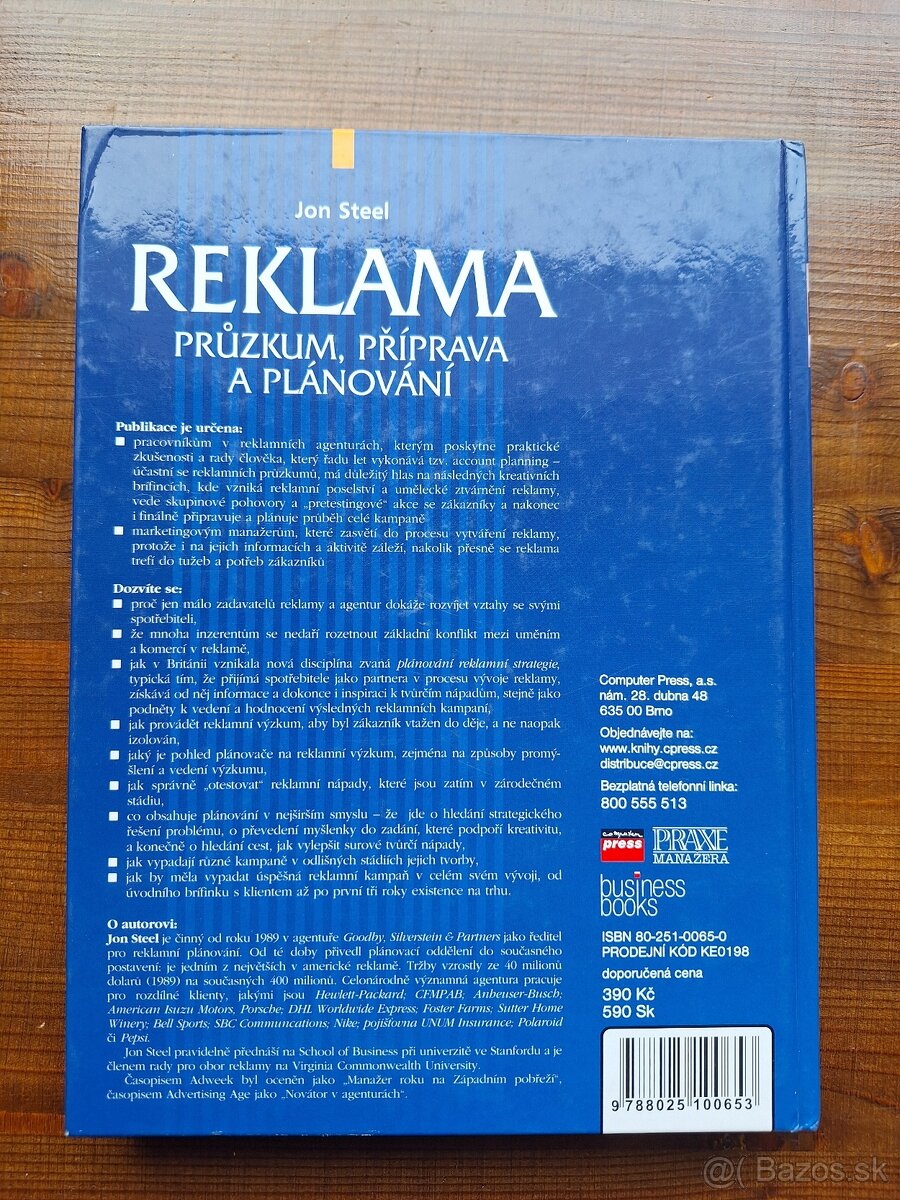 Jon Steel
REKLAMA
PRŮZKUM, PŘÍPRAVA
A PLÁNOVÁNÍ
Publikace je určena:
pracovníkům v reklamních agenturách, kterým poskytne praktické
zkušenosti a rady člověka, který řadu let vykonává tzv. account planning –
účastní se reklamních průzkumů, má důležitý hlas na následných kreativních
brífincích, kde vzniká reklamní poselství a umělecké ztvárnění reklamy,
vede skupinové pohovory a „pretestingové“ akce se zákazníky a nakonec
i finálně připravuje a plánuje průběh celé kampaně
marketingovým manažerům, které zasvětí do procesu vytváření reklamy,
protože i na jejich informacích a aktivitě záleží, nakolik přesně se reklama
trefí do tužeb a potřeb zákazníků
Dozvíte se:
proč jen málo zadavatelů reklamy a agentur dokáže rozvíjet vztahy se svými
spotřebiteli,
že mnoha inzerentům se nedaří rozetnout základní konflikt mezi uměním
a komercí v reklamě,
jak v Británii vznikala nová disciplína zvaná plánování reklamní strategie,
typická tím, že přijímá spotřebitele jako partnera v procesu vývoje reklamy,
získává od něj informace a dokonce i inspiraci k tvůrčím nápadům, stejně jako
podněty k vedení a hodnocení výsledných reklamních kampaní,
jak provádět reklamní výzkum, aby byl zákazník vtažen do děje, a ne naopak
izolován,
jaký je pohled plánovače na reklamní výzkum, zejména na způsoby promý-
šlení a vedení výzkumu,
jak správně „otestovat“ reklamní nápady, které jsou zatím v zárodečném
stádiu,
co obsahuje plánování v nejširším smyslu – že jde o hledání strategického
řešení problému, o převedení myšlenky do zadání, které podpoří kreativitu,
a konečně o hledání cest, jak vylepšit surové tvůrčí nápady,
jak vypadají různé kampaně v odlišných stádiích jejich tvorby,
jak by měla vypadat úspěšná reklamní kampaň v celém svém vývoji, od
úvodního brífinku s klientem až po první tři roky existence na trhu.
O autorovi:
Jon Steel je činný od roku 1989 v agentuře Goodby, Silverstein & Partners jako ředitel
pro reklamní plánování. Od té doby přivedl plánovací oddělení do současného
postavení: je jedním z největších v americké reklamě. Tržby vzrostly ze 40 milionů
dolarů (1989) na současných 400 milionů. Celonárodně významná agentura pracuje
pro rozdílné klienty, jakými jsou Hewlett-Packard; CFMPAB; Anheuser-Busch;
American Isuzu Motors, Porsche; DHL Worldwide Express; Foster Farms; Sutter Home
Winery; Bell Sports; SBC Communcations; Nike; pojišťovna UNUM Insurance; Polaroid
či Pepsi.
Jon Steel pravidelně přednáší na School of Business při univerzitě ve Stanfordu a je
členem rady pro obor reklamy na Virginia Commonwealth University.
Časopisem Adweek byl oceněn jako „Manažer roku na Západním pobřeží“,
časopisem Advertising Age jako „Novátor v agenturách“.
Computer Press, a.s.
nám. 28. dubna 48
635 00 Brno
Objednávejte na:
www.knihy.cpress.cz
distribuce@cpress.cz
Bezplatná telefonní linka:
800 555 513
computer
press
PRAXE
MANAŽERA
business
books
ISBN 80-251-0065-0
PRODEJNÍ KÓD KE0198
doporučená cena
390 Kč
590 Sk
9 788025 100653
@( Bazos.sk